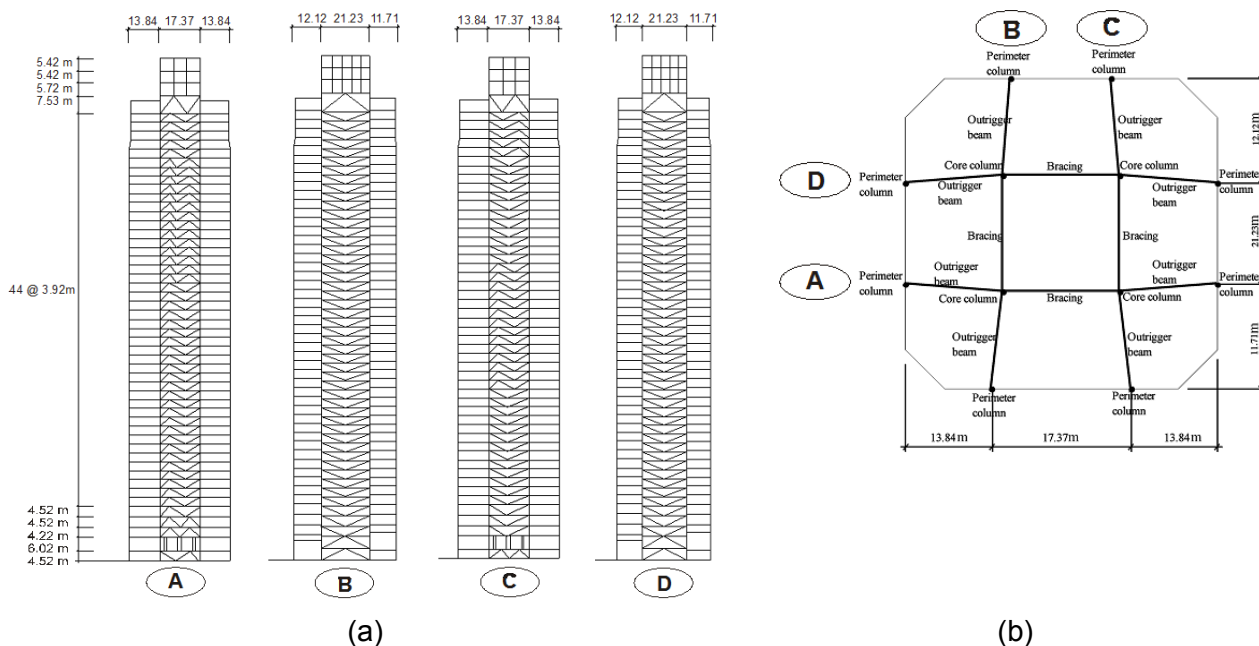 13.84 17.37 13.84
12.12 21.23 11.71
13.84 17.37 13.84
12.12 21.23 11.71
5.42 m
5.42 m
5.72 m
7.53 m
44 @ 3.92m
4.52 m
4.52 m
4.22 m
6.02 m
4.52 m
A
B
C
D
(a)
B
C
Perimeter
column
Perimeter
column
Outrigger
beam
Outrigger
beam
12.12m
D
Perimeter
column
Core column
Bracing
Core column
Perimeter
column
Outrigger
beam
Outrigger
beam
Bracing
Bracing
21.23m
A
Perimeter
column
Outrigger
beam
Outrigger
beam
Perimeter
column
Core column
Bracing
Core column
Outrigger
beam
Outrigger
beam
11.71m
Perimeter
column
Perimeter
column
13.84m
17.37m
13.84m
(b)